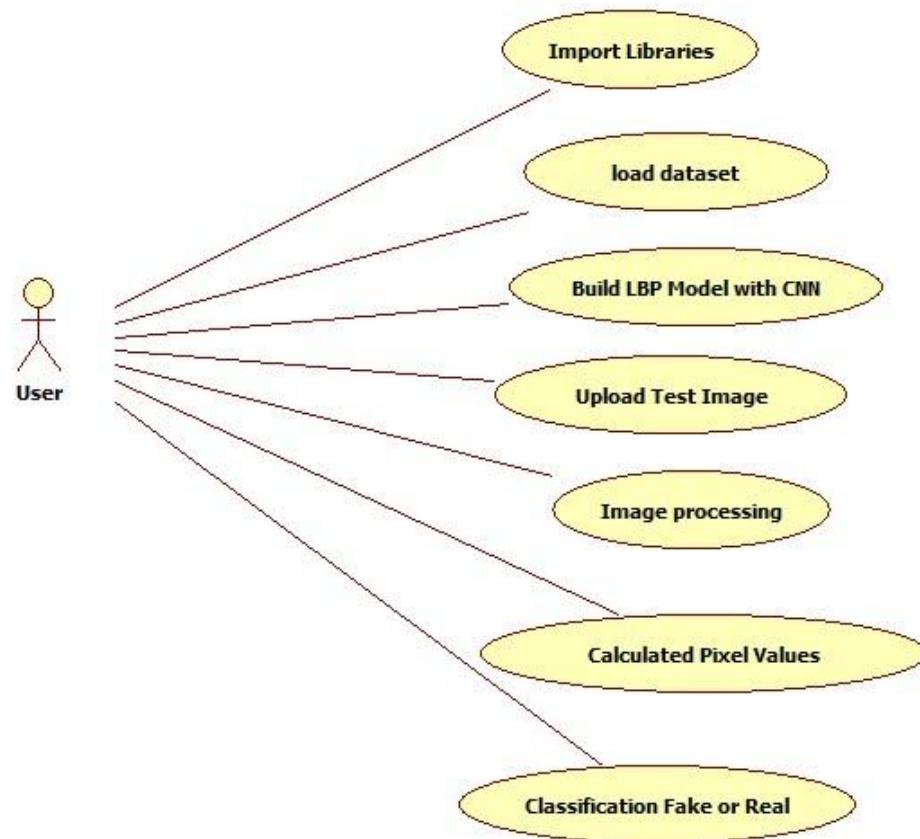 Import Libraries
load dataset
Build LBP Model with CNN
User
Upload Test Image
Image processing
Calculated Pixel Values
Classification Fake or Real